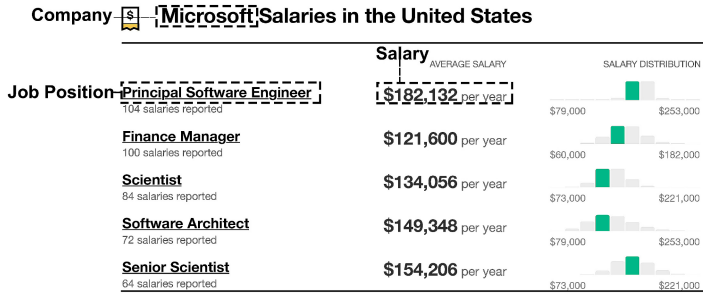 Company $ Microsoft Salaries in the United States
Salary
AVERAGE SALARY SALARY DISTRIBUTION
Job Position Principal Software Engineer $182,132 per year
104 salaries reported $79,000 $253,000
Finance Manager $121,600 per year
100 salaries reported $60,000 $182,000
Scientist $134,056 per year
84 salaries reported $73,000 $221,000
Software Architect $149,348 per year
72 salaries reported $79,000 $253,000
Senior Scientist $154,206 per year
64 salaries reported $73,000 $221,000